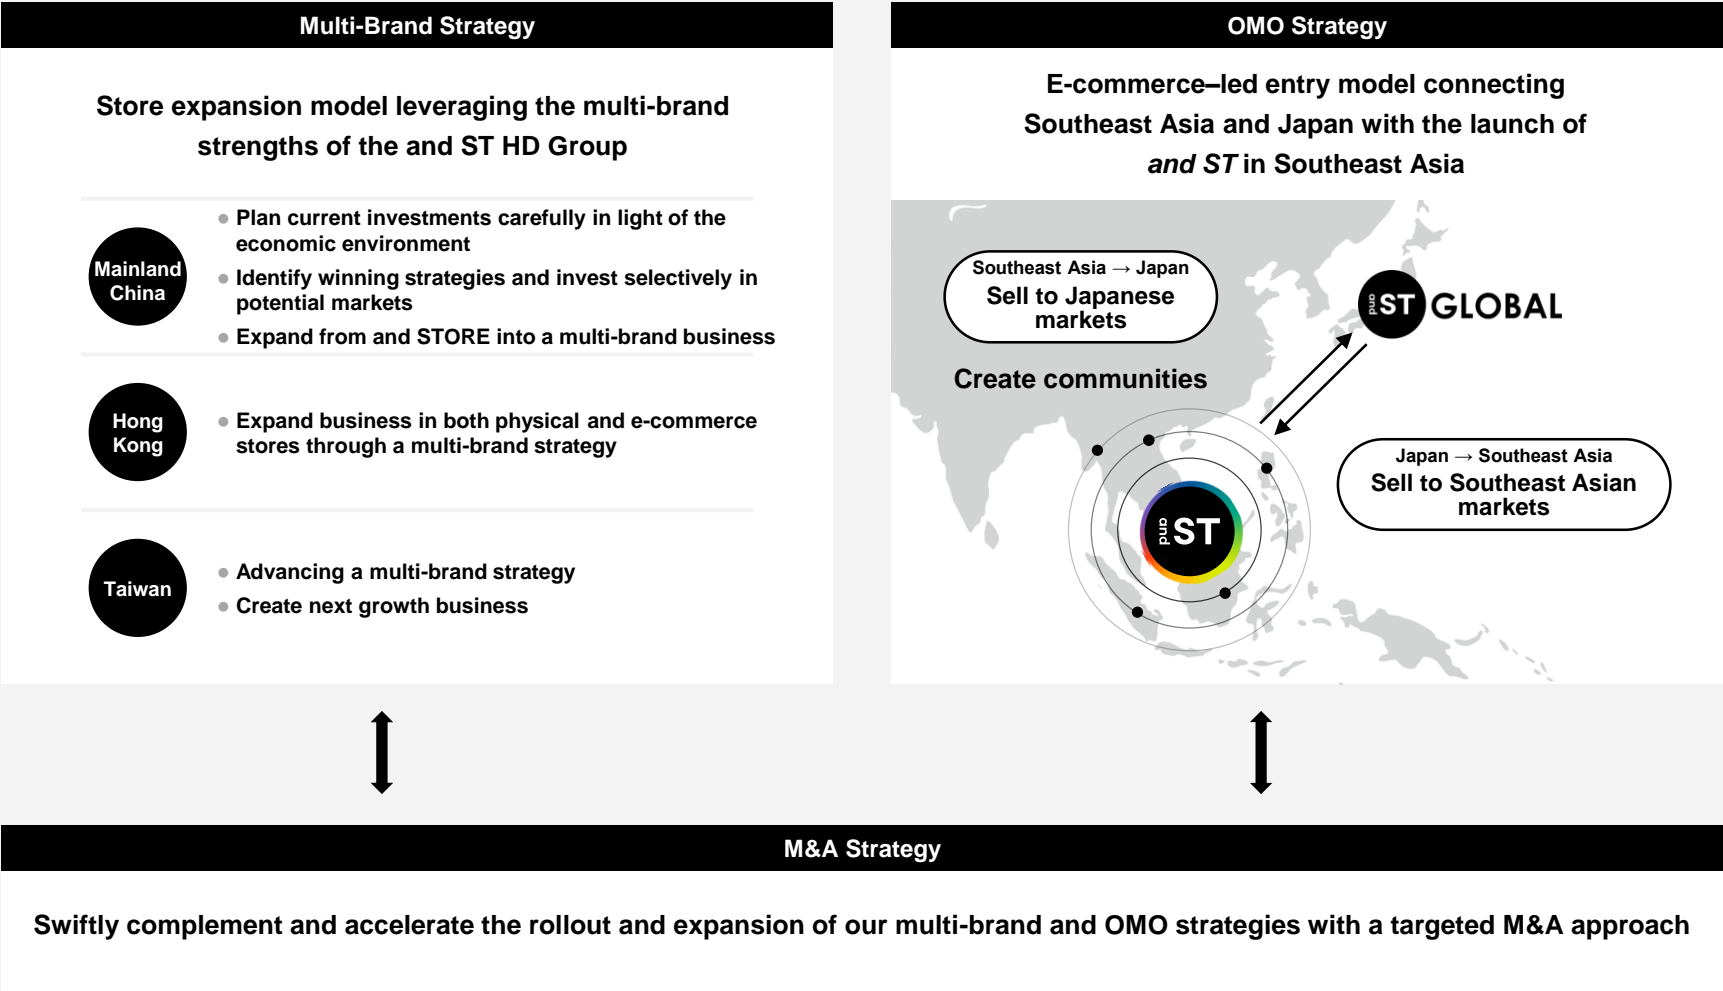 Multi-Brand Strategy
Store expansion model leveraging the multi-brand
strengths of the and ST HD Group
Mainland
China
● Plan current investments carefully in light of the
economic environment
● Identify winning strategies and invest selectively in
potential markets
● Expand from and STORE into a multi-brand business
Hong
Kong
● Expand business in both physical and e-commerce
stores through a multi-brand strategy
Taiwan
● Advancing a multi-brand strategy
● Create next growth business
OMO Strategy
E-commerce–led entry model connecting
Southeast Asia and Japan with the launch of
and ST in Southeast Asia
Southeast Asia → Japan
Sell to Japanese
markets
and ST GLOBAL
Create communities
Japan → Southeast Asia
Sell to Southeast Asian
markets
and ST
M&A Strategy
Swiftly complement and accelerate the rollout and expansion of our multi-brand and OMO strategies with a targeted M&A approach